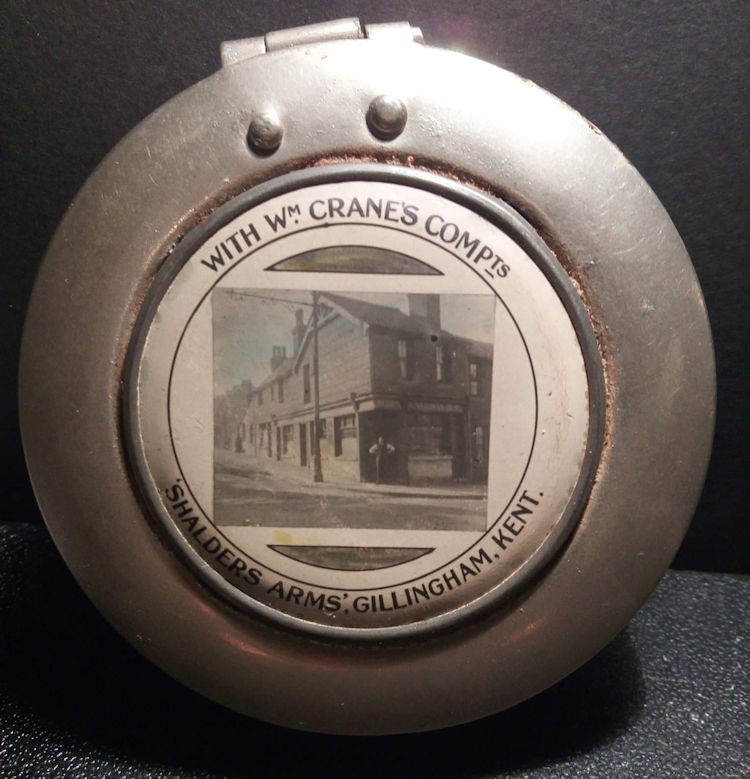 WITH WM. CRANE'S COMPTS
'SHALDERS ARMS', GILLINGHAM, KENT.